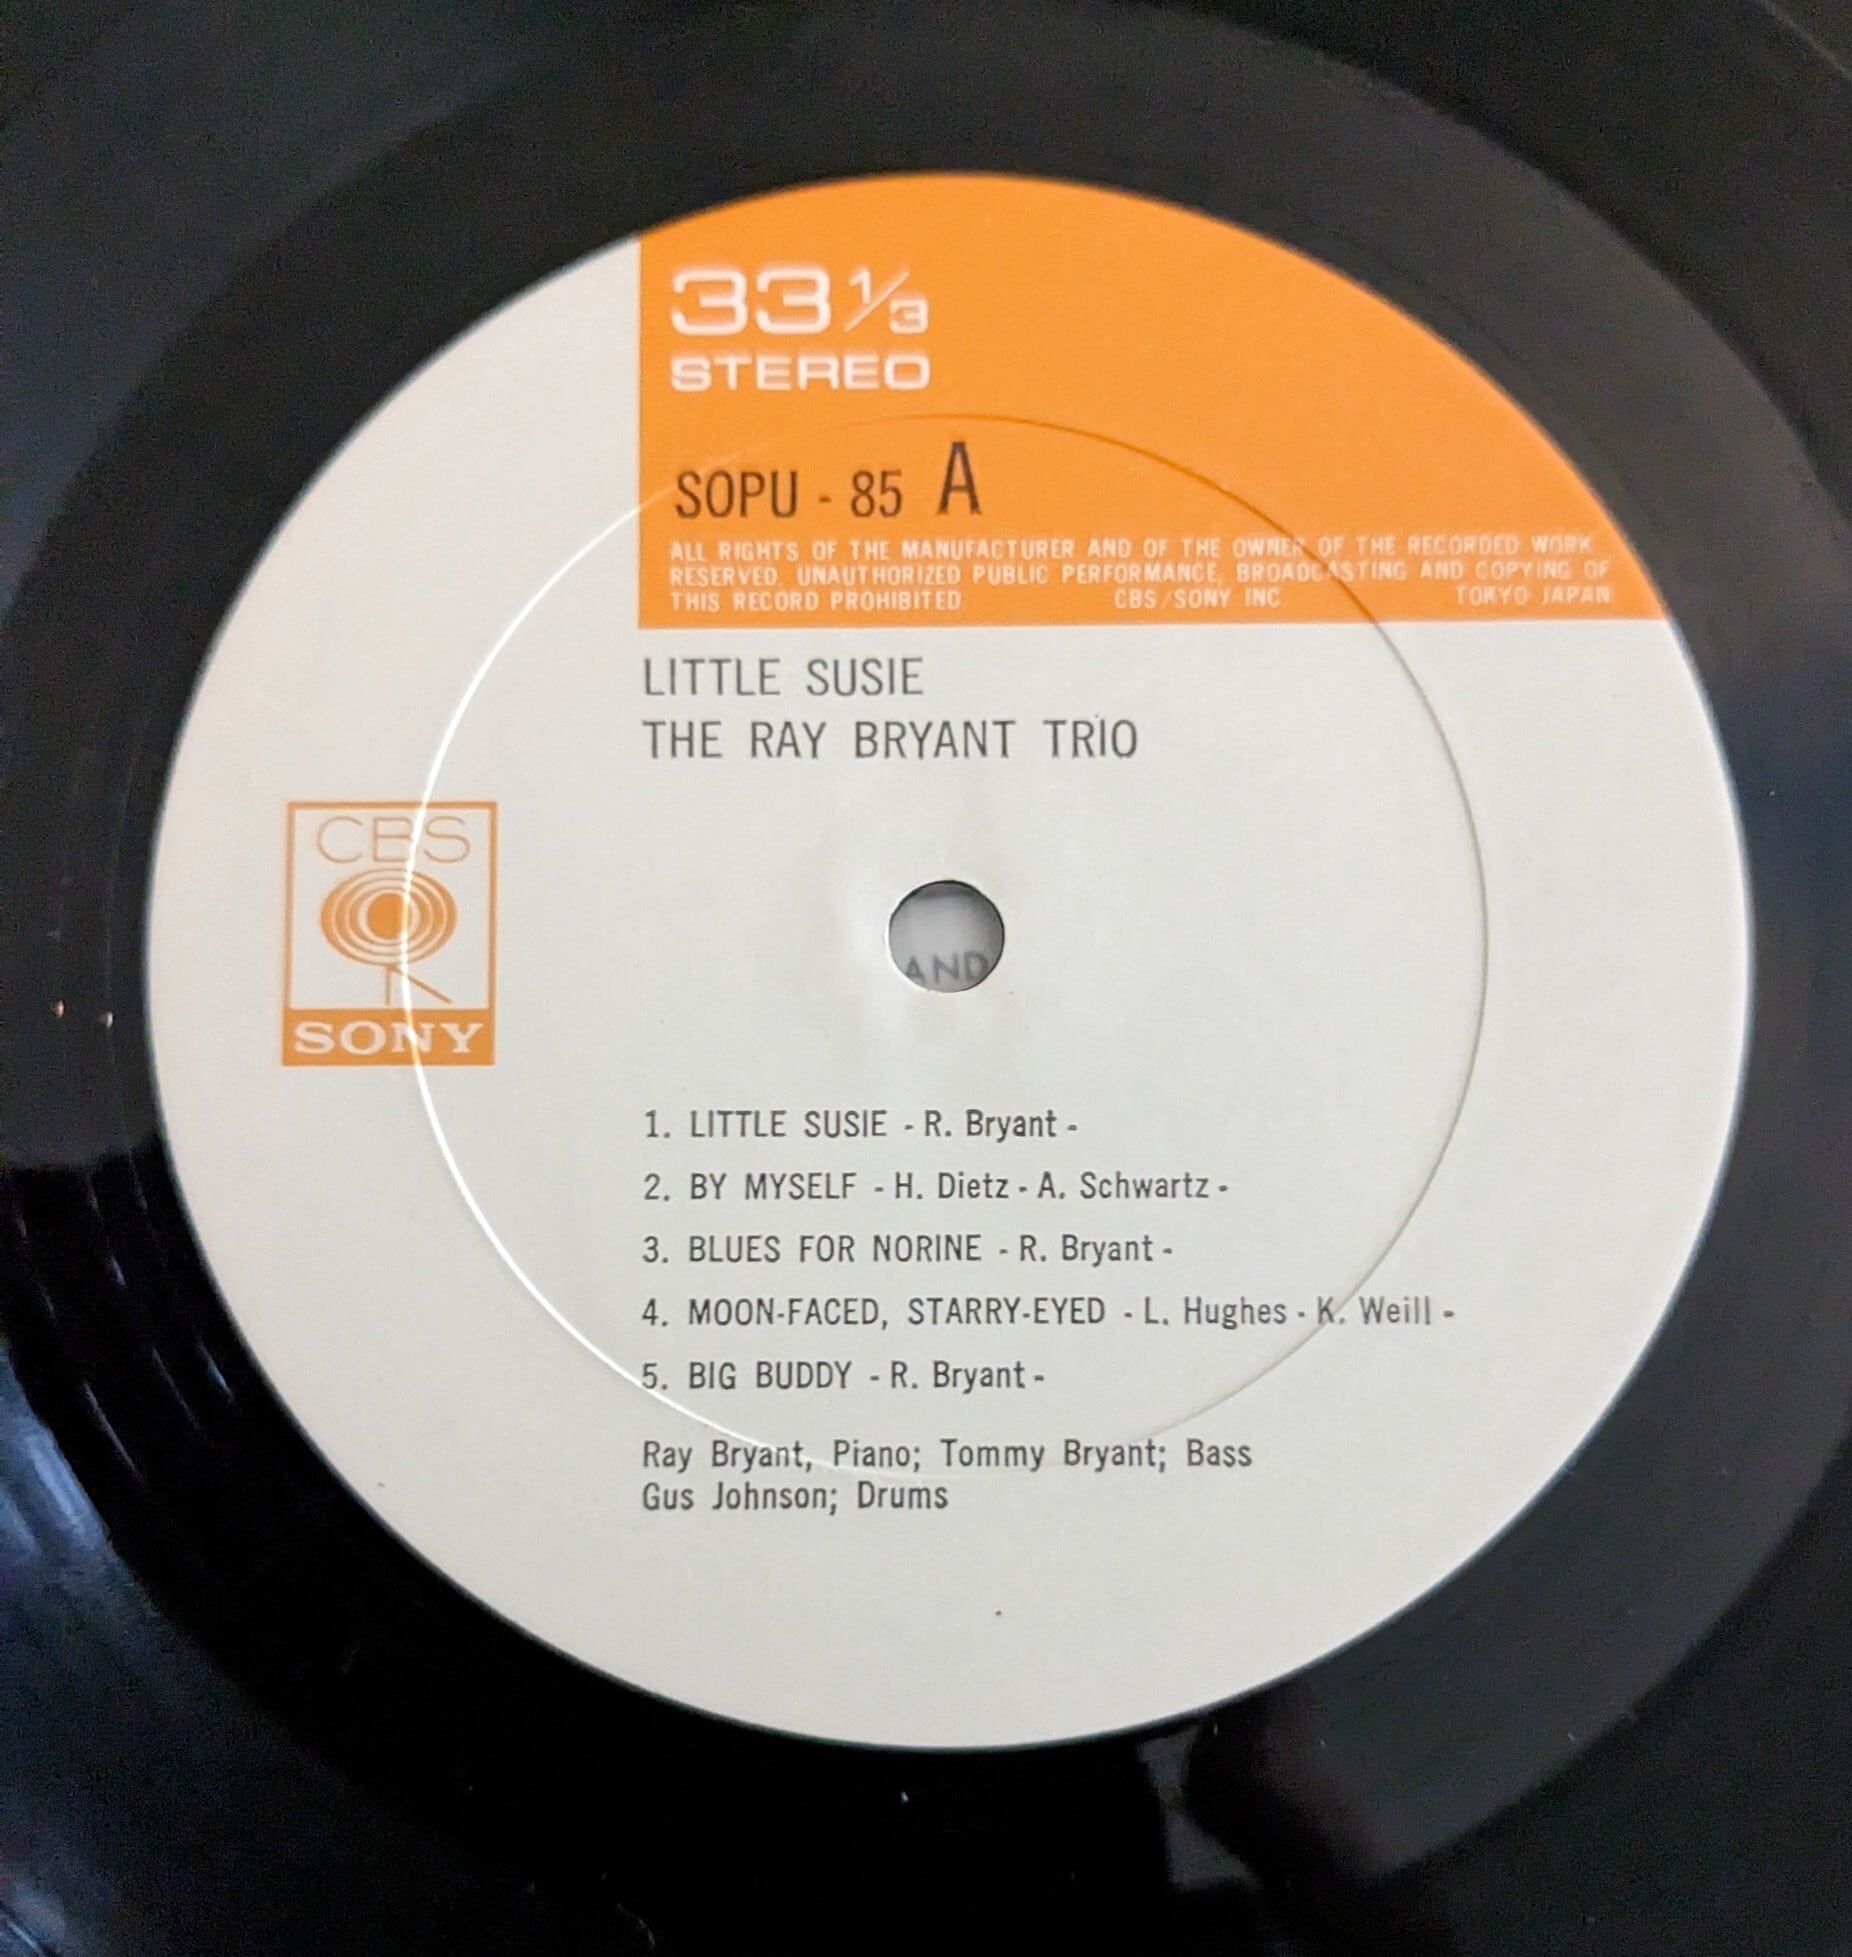 33 1/3
STEREO
SOPU - 85 A
ALL RIGHTS OF THE MANUFACTURER AND OF THE OWNER OF THE RECORDED WORK
RESERVED. UNAUTHORIZED PUBLIC PERFORMANCE, BROADCASTING AND COPYING OF
THIS RECORD PROHIBITED. CBS/SONY INC. TOKYO JAPAN
LITTLE SUSIE
THE RAY BRYANT TRIO
CBS
SONY
AND
1. LITTLE SUSIE - R. Bryant -
2. BY MYSELF - H. Dietz - A. Schwartz -
3. BLUES FOR NORINE - R. Bryant -
4. MOON-FACED, STARRY-EYED - L. Hughes - K. Weill -
5. BIG BUDDY - R. Bryant -
Ray Bryant, Piano; Tommy Bryant; Bass
Gus Johnson; Drums